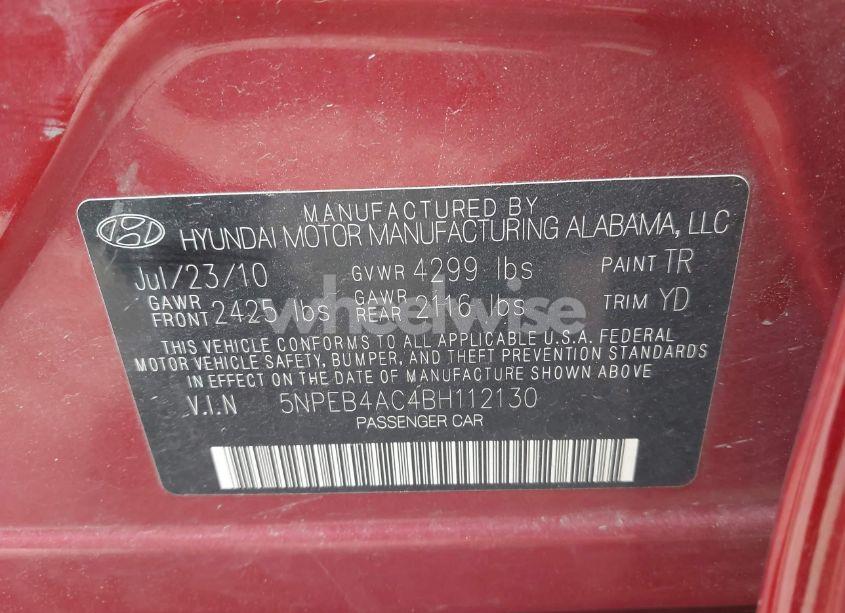 MANUFACTURED BY
HYUNDAI MOTOR MANUFACTURING ALABAMA, LLC
Jul/23/10 GVWR 4299 lbs PAINT TR
GAWR FRONT 2425 lbs GAWR REAR 2116 lbs TRIM YD
THIS VEHICLE CONFORMS TO ALL APPLICABLE U.S.A. FEDERAL
MOTOR VEHICLE SAFETY, BUMPER, AND THEFT PREVENTION STANDARDS
IN EFFECT ON THE DATE OF MANUFACTURE SHOWN ABOVE
V.I.N 5NPEB4AC4BH112130
PASSENGER CAR
wheelwise